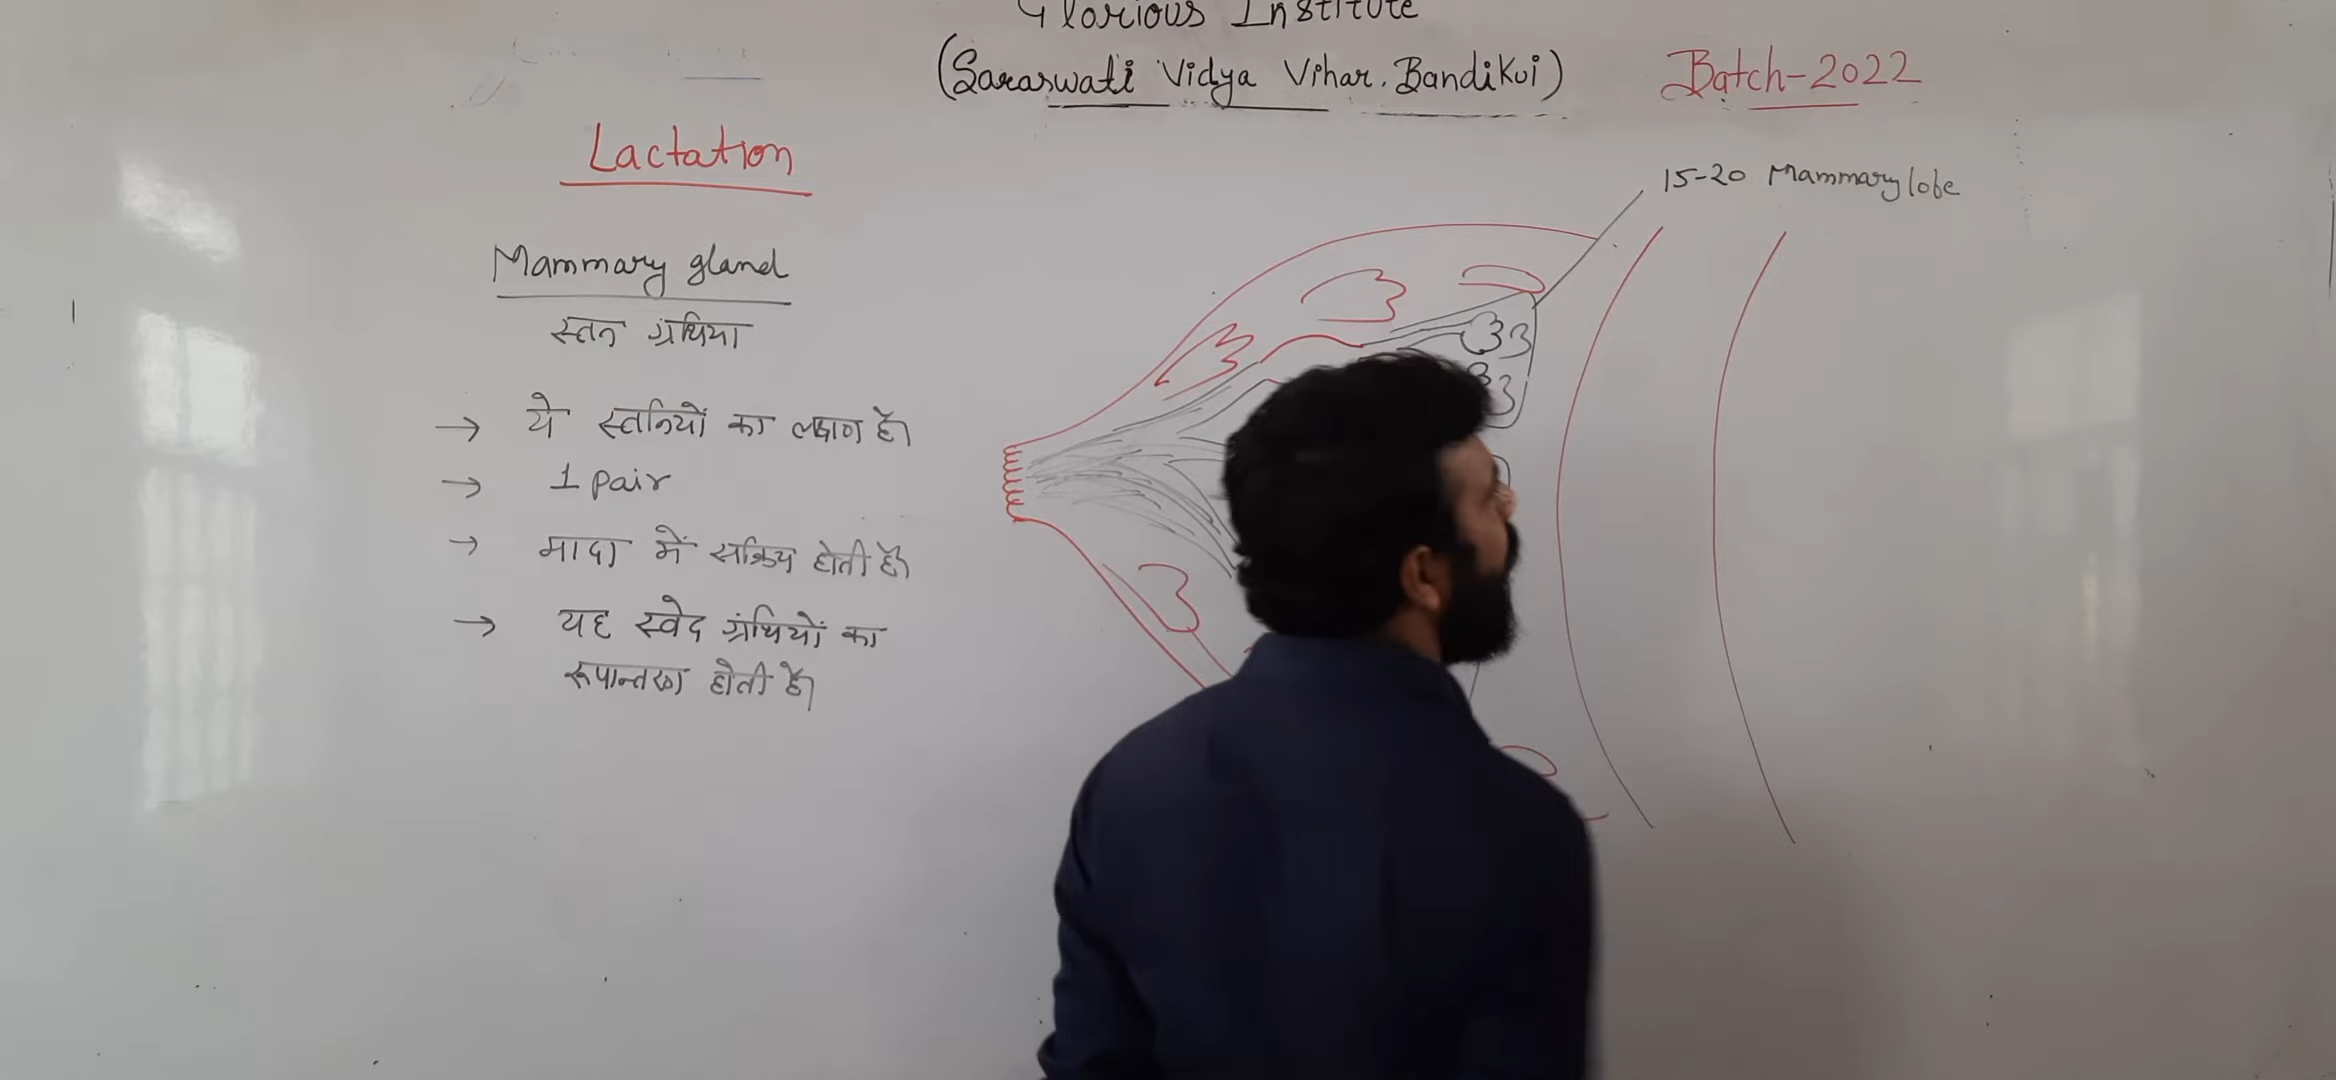 Glorious Institute
(Saraswati Vidya Vihar, Bandikui)
Batch-2022
Lactation
15-20 Mammary lobe
Mammary gland
स्तन ग्रंथिया
→ ये स्तनियों का लक्षण है।
→ 1 pair
→ मादा में सक्रिय होती है।
→ यह स्वेद ग्रंथियों का
रूपान्तरण होती है।